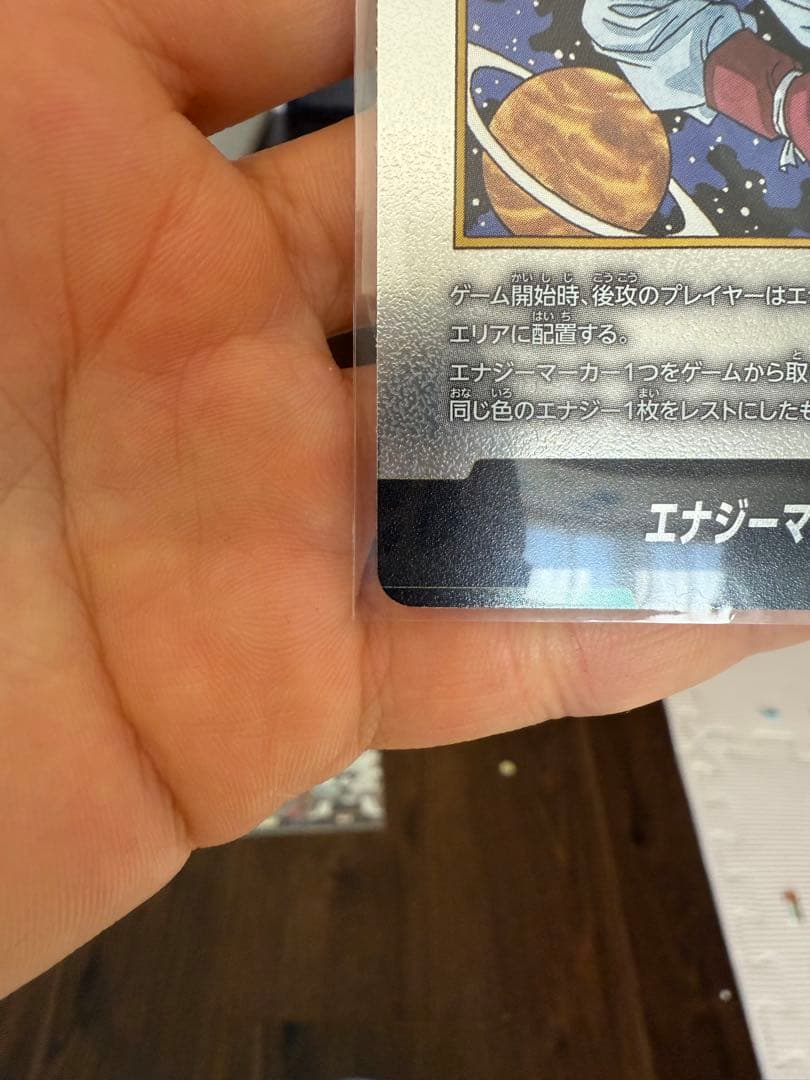 ゲーム開始時、後攻のプレイヤーはエ
エリアに配置する。
エナジーマーカー1つをゲームから取
同じ色のエナジー1枚をレストにしたも
エナジーマ